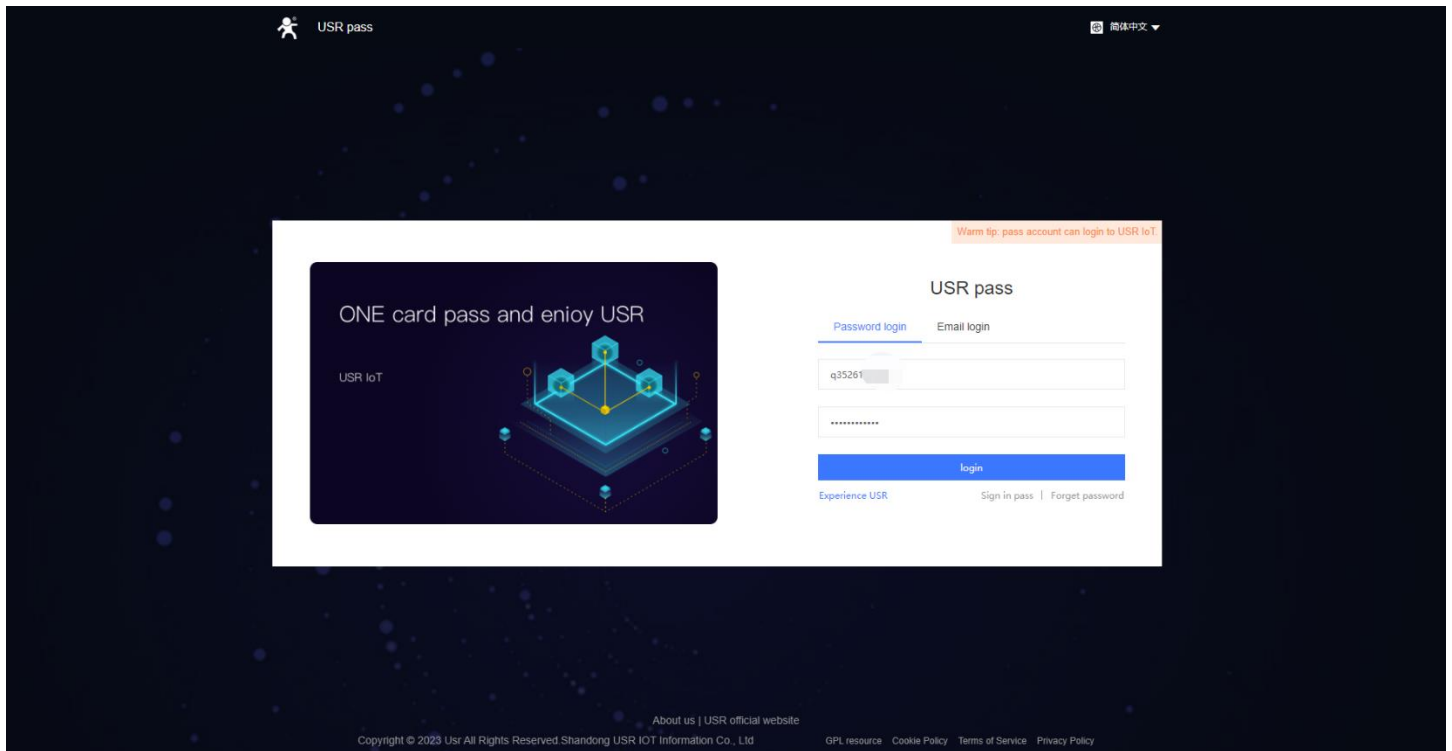 USR pass
简体中文
Warm tip: pass account can login to USR IoT.
ONE card pass and enioy USR
USR IoT
USR pass
Password login Email login
q35261
············
login
Experience USR Sign in pass | Forget password
About us | USR official website
Copyright © 2023 Usr All Rights Reserved.Shandong USR IOT Information Co., Ltd GPL resource Cookie Policy Terms of Service Privacy Policy